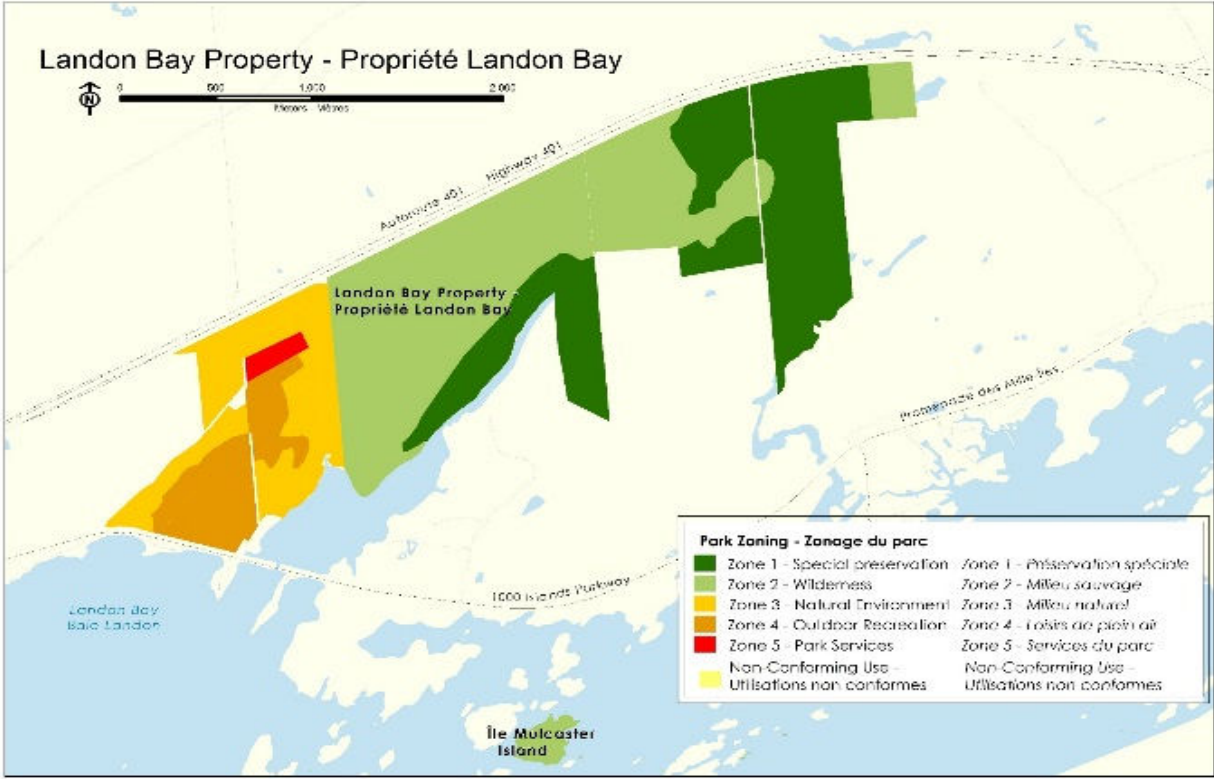 Landon Bay Property - Propriété Landon Bay
N
0 500 1,000 2,000
Meters - Mètres
Autoroute 401 Highway 401
Landon Bay Property -
Propriété Landon Bay
Promenade des Mille Îles
1000 Islands Parkway
Landon Bay
Baie Landon
Île Mulcaster
Island
Park Zoning - Zonage du parc
Zone 1 - Special preservation Zone 1 - Préservation spéciale
Zone 2 - Wilderness Zone 2 - Milieu sauvage
Zone 3 - Natural Environment Zone 3 - Milieu naturel
Zone 4 - Outdoor Recreation Zone 4 - Loisirs de plein air
Zone 5 - Park Services Zone 5 - Services du parc
Non-Conforming Use - Non-Conforming Use -
Utilisations non conformes Utilisations non conformes